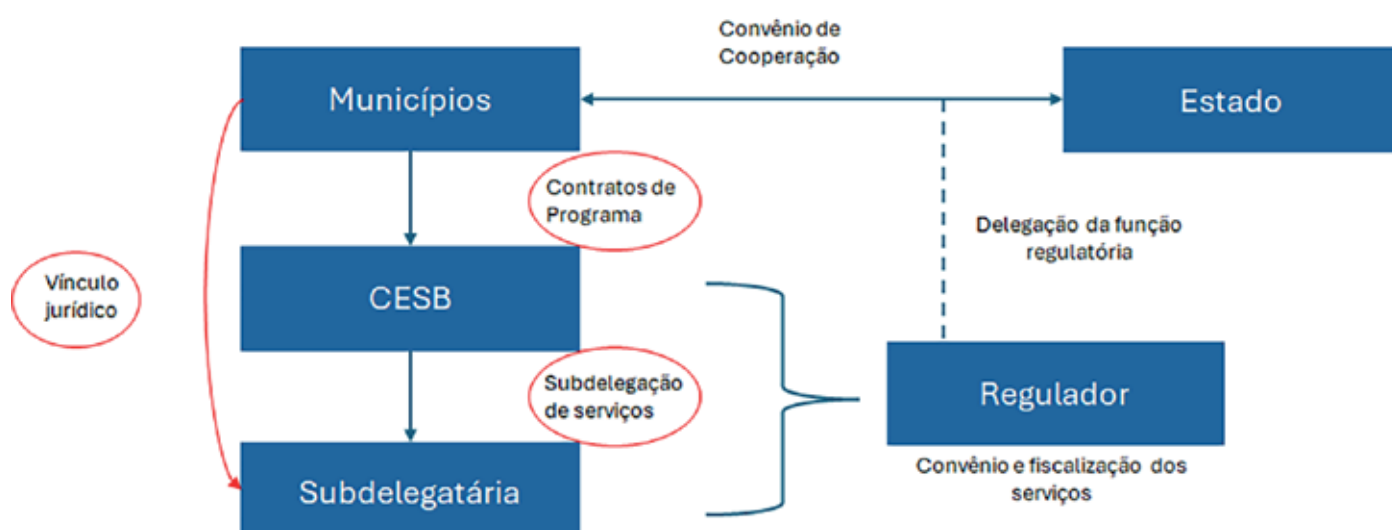 Convênio de
Cooperação
Municípios
Estado
Contratos de
Programa
Delegação da função
regulatória
Vínculo
jurídico
CESB
Subdelegação
de serviços
Regulador
Convênio e fiscalização dos
serviços
Subdelegatária